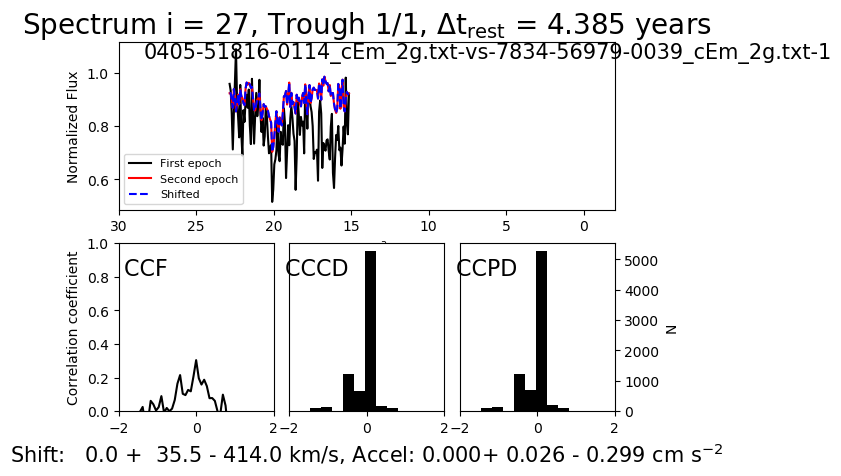 Spectrum i = 27, Trough 1/1, Δt_rest = 4.385 years
0405-51816-0114_cEm_2g.txt-vs-7834-56979-0039_cEm_2g.txt-1
Normalized Flux
1.0
0.8
0.6
First epoch
Second epoch
Shifted
30 25 20 15 10 5 0
Correlation coefficient
1.0
0.8
0.6
0.4
0.2
0.0
CCF
CCCD
CCPD
5000
4000
3000
2000
1000
0
N
−2 0 2
−2 0 2
−2 0 2
Shift: 0.0 + 35.5 - 414.0 km/s, Accel: 0.000+ 0.026 - 0.299 cm s⁻²